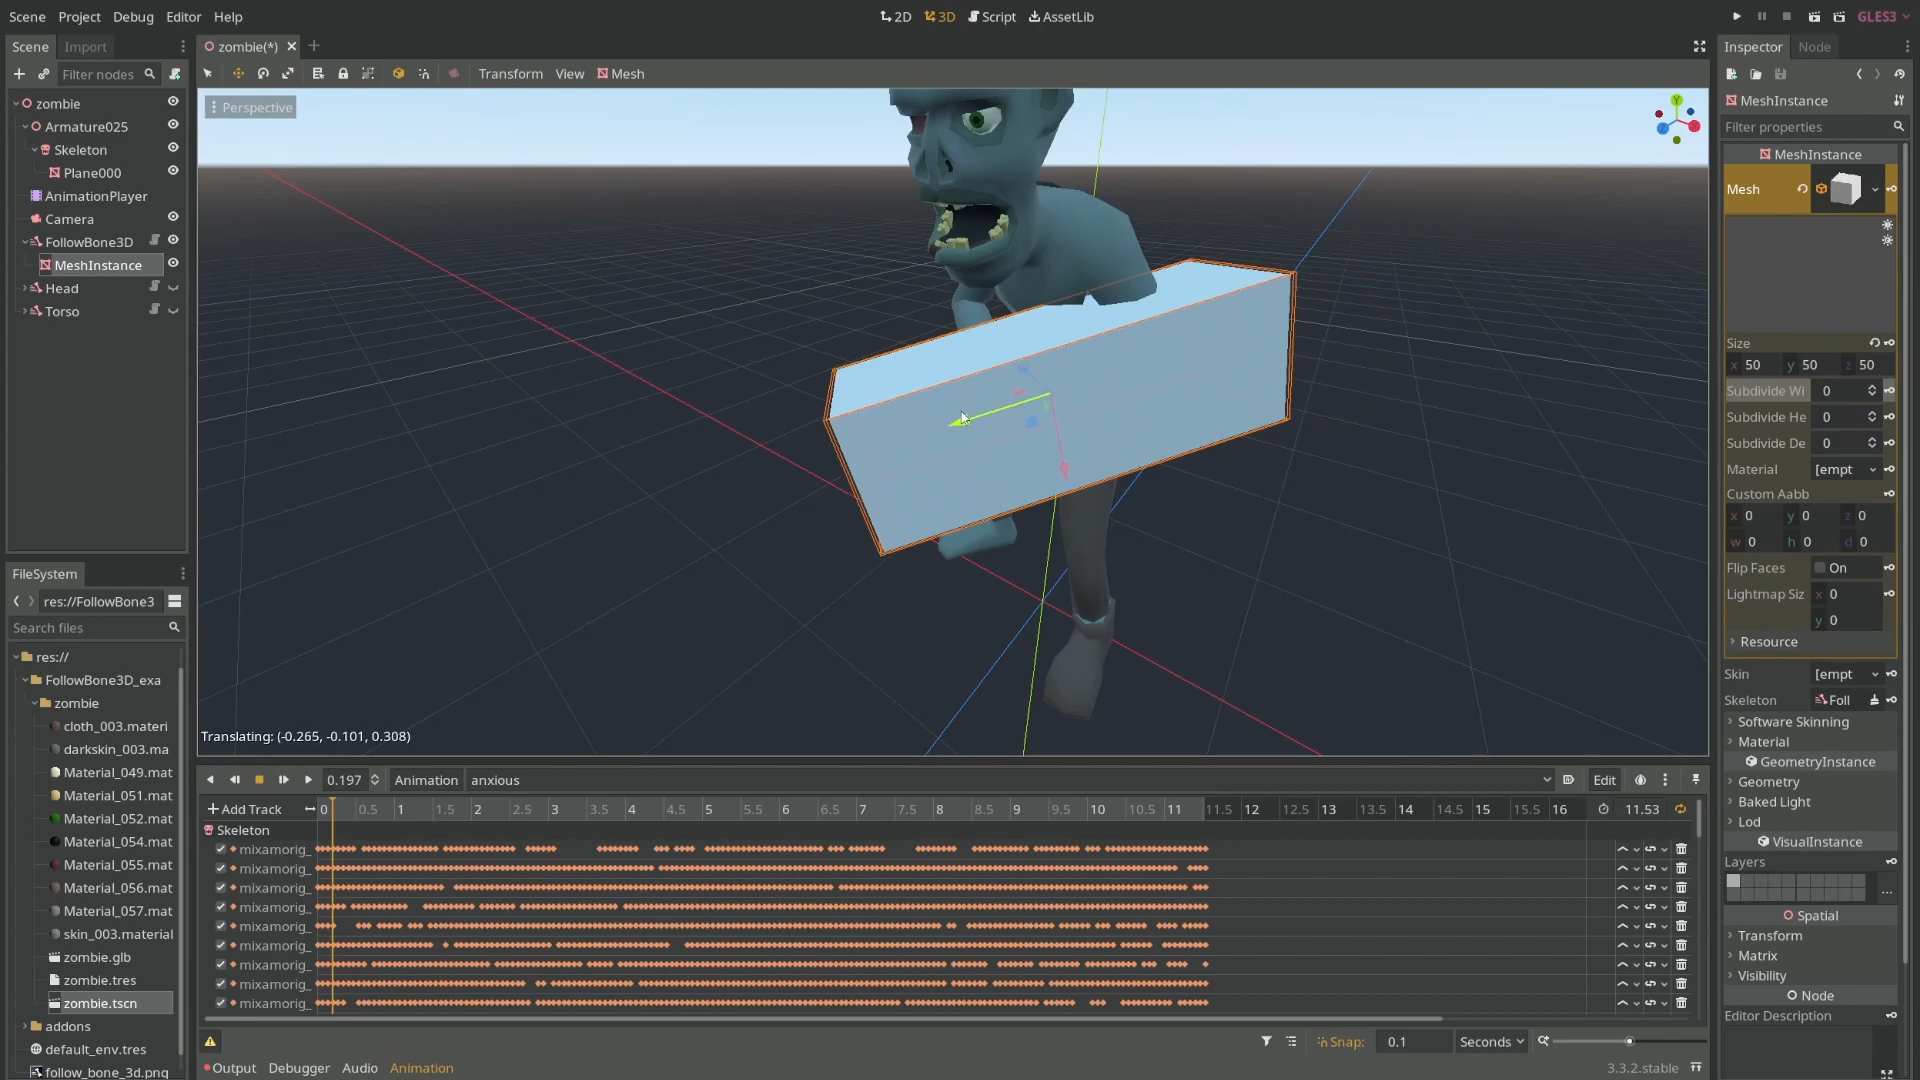 Scene Project Debug Editor Help
2D 3D Script AssetLib
GLES3
Scene Import
zombie(*)
Inspector Node
Filter nodes
Transform View Mesh
Perspective
zombie
Armature025
Skeleton
Plane000
AnimationPlayer
Camera
FollowBone3D
MeshInstance
Head
Torso
Y
Z
X
Translating: (-0.265, -0.101, 0.308)
MeshInstance
Filter properties
MeshInstance
Mesh
Size
x 50 y 50 z 50
Subdivide Wi 0
Subdivide He 0
Subdivide De 0
Material [empt
Custom Aabb
x 0 y 0 z 0
w 0 h 0 d 0
Flip Faces On
Lightmap Siz x 0
y 0
Resource
Skin [empt
Skeleton Foll
Software Skinning
Material
GeometryInstance
Geometry
Baked Light
Lod
VisualInstance
Layers
...
Spatial
Transform
Matrix
Visibility
Node
Editor Description
FileSystem
res://FollowBone3
Search files
res://
FollowBone3D_exa
zombie
cloth_003.materi
darkskin_003.ma
Material_049.mat
Material_051.mat
Material_052.mat
Material_054.mat
Material_055.mat
Material_056.mat
Material_057.mat
skin_003.material
zombie.glb
zombie.tres
zombie.tscn
addons
default_env.tres
follow_bone_3d.png
0.197 Animation anxious Edit
Add Track 0 0.5 1 1.5 2 2.5 3 3.5 4 4.5 5 5.5 6 6.5 7 7.5 8 8.5 9 9.5 10 10.5 11 11.5 12 12.5 13 13.5 14 14.5 15 15.5 16 11.53
Skeleton
mixamorig_
mixamorig_
mixamorig_
mixamorig_
mixamorig_
mixamorig_
mixamorig_
mixamorig_
mixamorig_
Snap: 0.1 Seconds
Output Debugger Audio Animation 3.3.2.stable